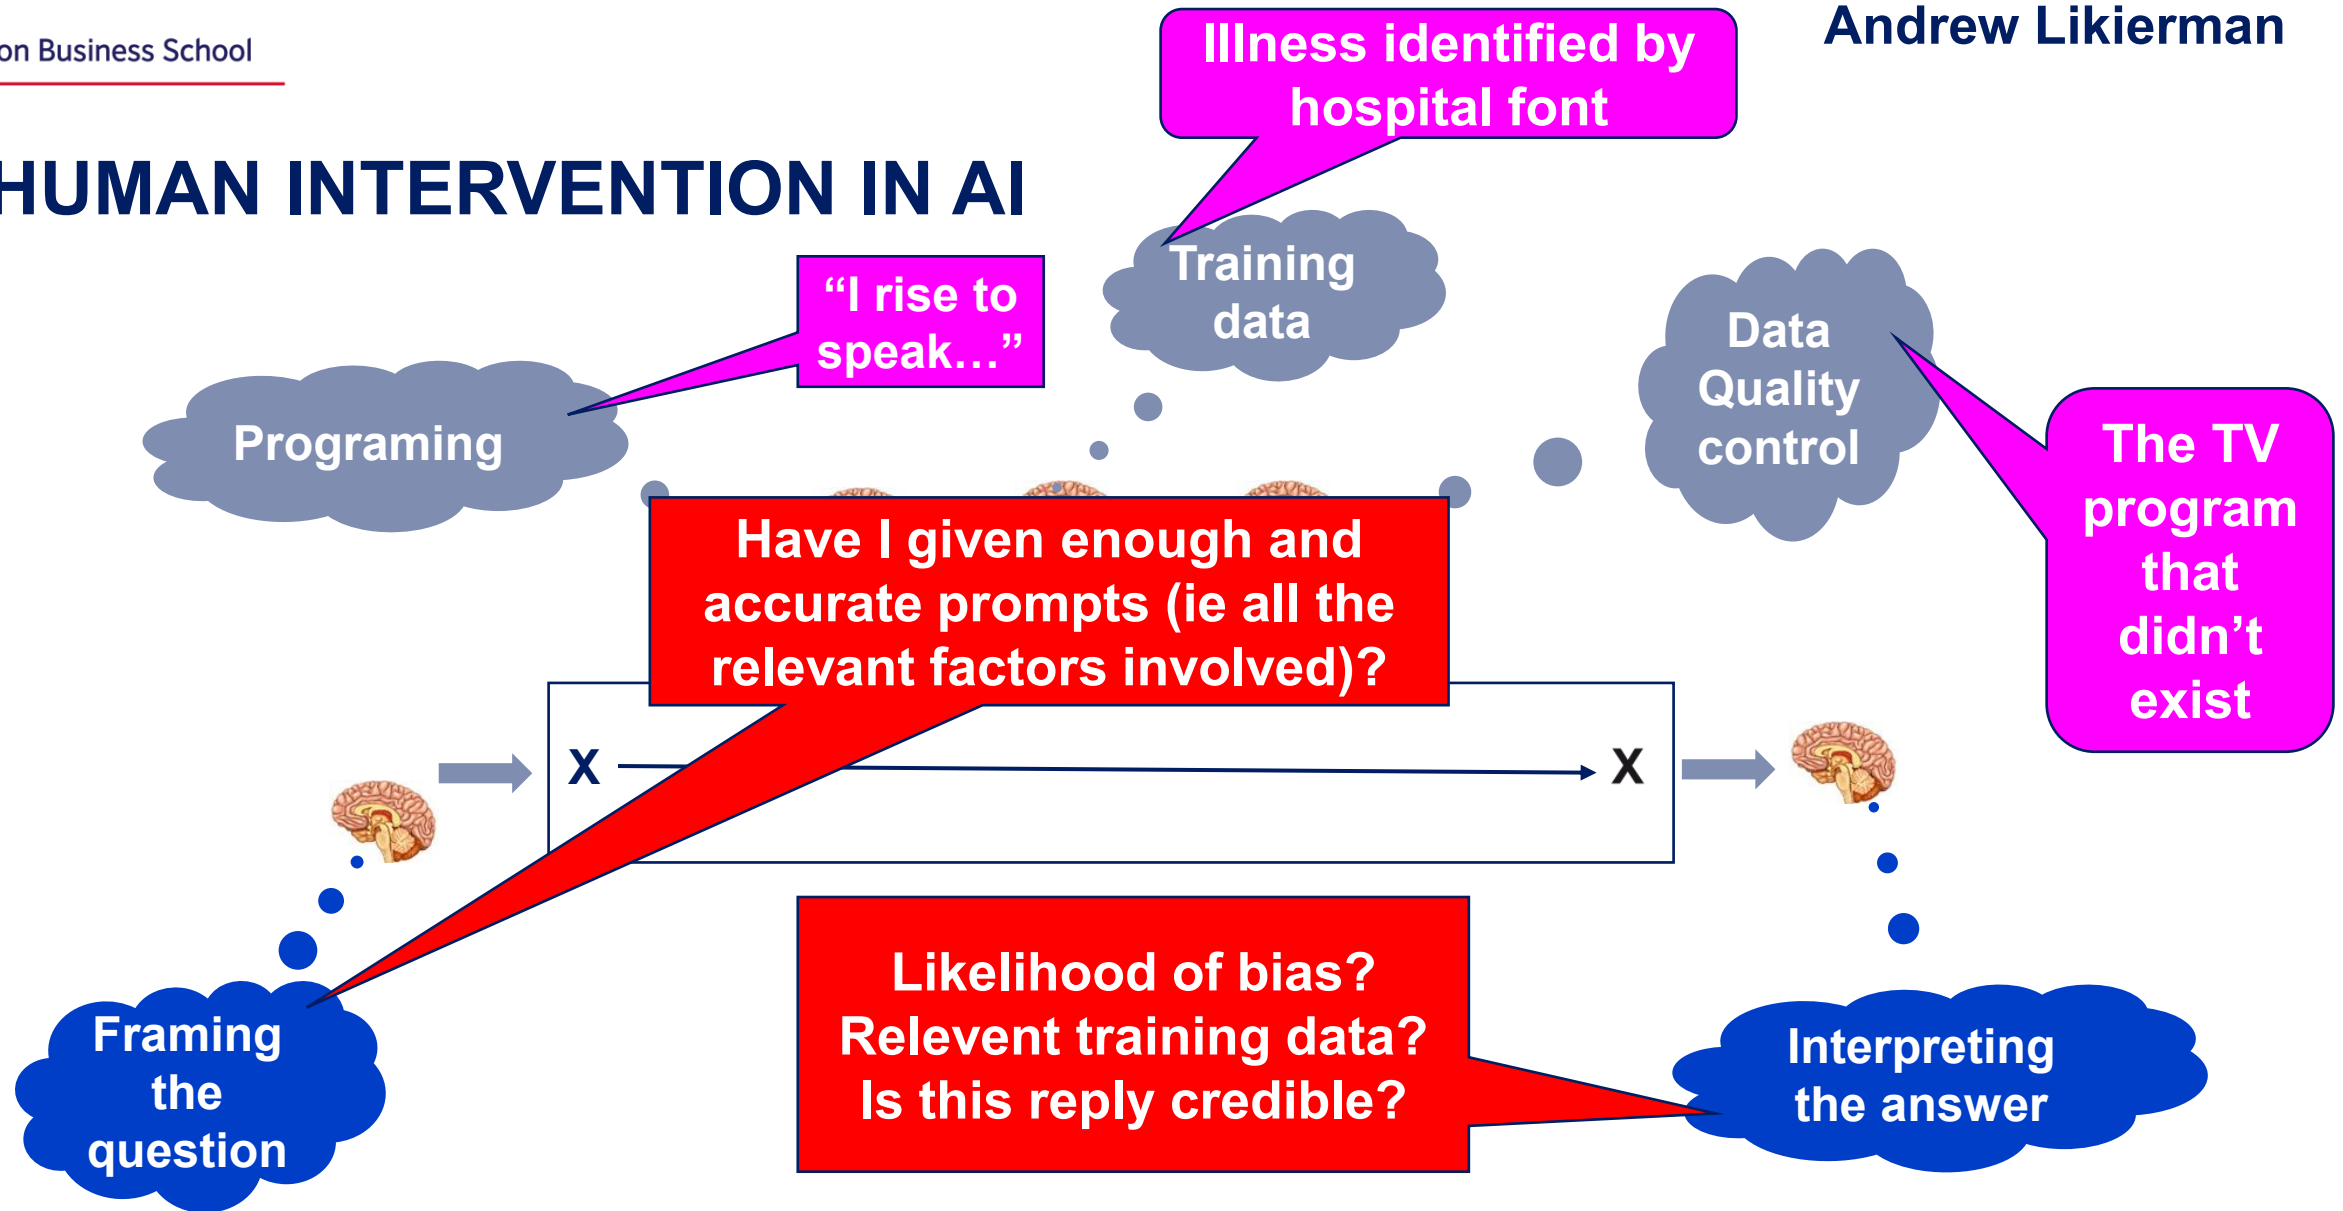 on Business School
Andrew Likierman
HUMAN INTERVENTION IN AI
Illness identified by
hospital font
"I rise to
speak…"
Training
data
Programing
Data
Quality
control
The TV
program
that
didn't
exist
Have I given enough and
accurate prompts (ie all the
relevant factors involved)?
X
X
Likelihood of bias?
Relevent training data?
Is this reply credible?
Framing
the
question
Interpreting
the answer